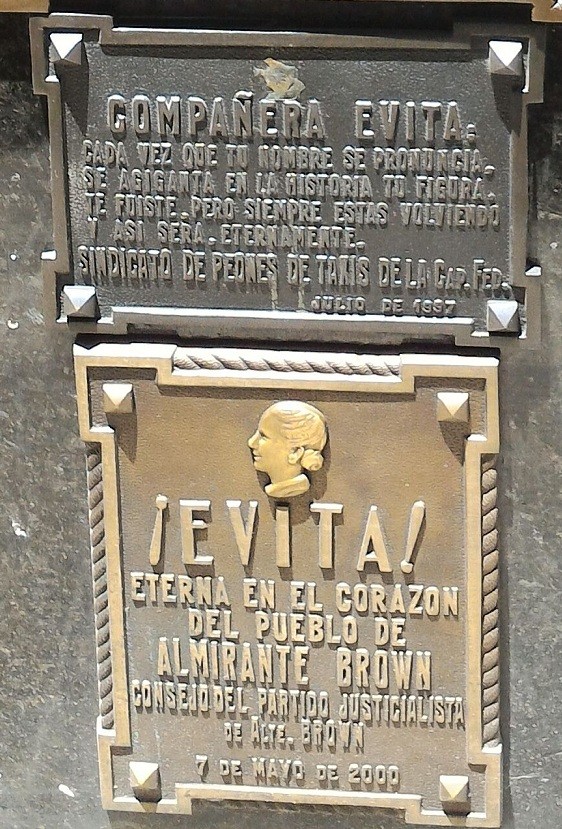 COMPAÑERA EVITA:
CADA VEZ QUE TU NOMBRE SE PRONUNCIA.
SE AGIGANTA EN LA HISTORIA TU FIGURA.
TE FUISTE.. PERO SIEMPRE ESTAS VOLVIENDO
Y ASI SERA. ETERNAMENTE.
SINDICATO DE PEONES DE TAXIS DE LA CAP. FED.
JULIO DE 1997
¡EVITA!
ETERNA EN EL CORAZON
DEL PUEBLO DE
ALMIRANTE BROWN
CONSEJO DEL PARTIDO JUSTICIALISTA
DE ALTE. BROWN
7 DE MAYO DE 2000